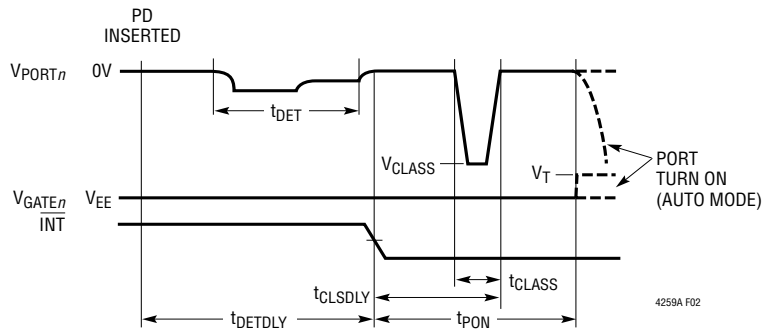 PD
INSERTED
VPORTn 0V
tDET
VCLASS
VT
PORT
TURN ON
(AUTO MODE)
VGATEn VEE
INT
tCLASS
tCLSDLY
tDETDLY
tPON
4259A F02